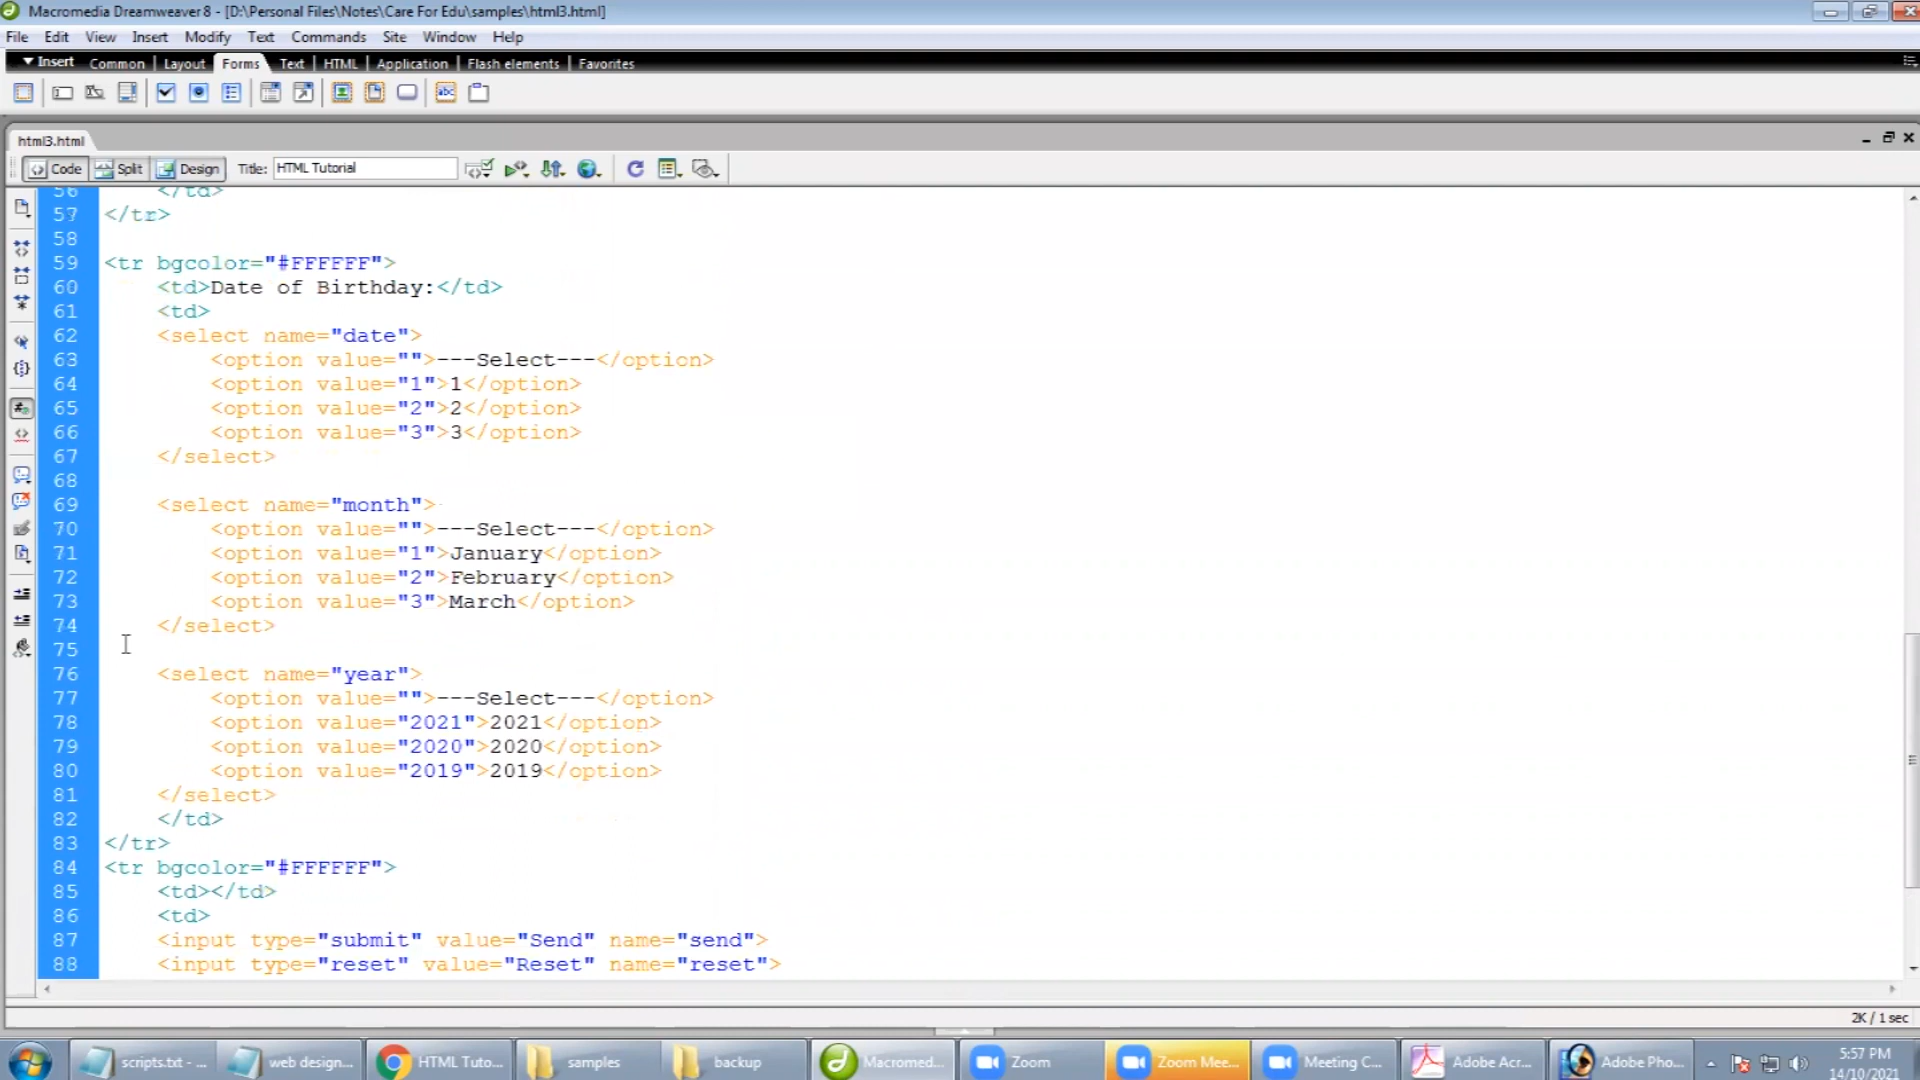 Macromedia Dreamweaver 8 - [D:\Personal Files\Notes\Care For Edu\samples\html3.html]
File Edit View Insert Modify Text Commands Site Window Help
Insert Common Layout Forms Text HTML Application Flash elements Favorites
html3.html
Code Split Design Title: HTML Tutorial
56 </td>
57 </tr>
58
59 <tr bgcolor="#FFFFFF">
60 <td>Date of Birthday:</td>
61 <td>
62 <select name="date">
63 <option value="">---Select---</option>
64 <option value="1">1</option>
65 <option value="2">2</option>
66 <option value="3">3</option>
67 </select>
68
69 <select name="month">
70 <option value="">---Select---</option>
71 <option value="1">January</option>
72 <option value="2">February</option>
73 <option value="3">March</option>
74 </select>
75
76 <select name="year">
77 <option value="">---Select---</option>
78 <option value="2021">2021</option>
79 <option value="2020">2020</option>
80 <option value="2019">2019</option>
81 </select>
82 </td>
83 </tr>
84 <tr bgcolor="#FFFFFF">
85 <td></td>
86 <td>
87 <input type="submit" value="Send" name="send">
88 <input type="reset" value="Reset" name="reset">
2K / 1 sec
scripts.txt - ... web design... HTML Tuto... samples backup Macromed... Zoom Zoom Mee... Meeting C... Adobe Acr... Adobe Pho... 5:57 PM
14/10/2021